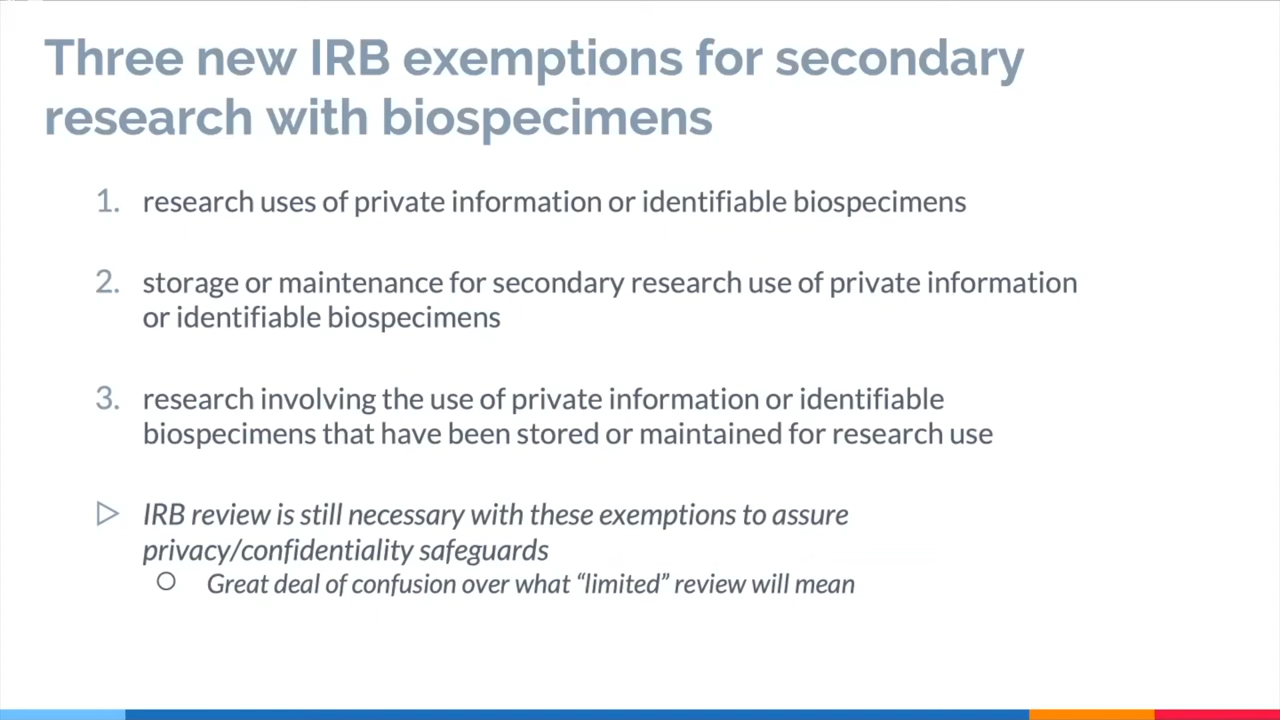 Three new IRB exemptions for secondary
research with biospecimens
1. research uses of private information or identifiable biospecimens
2. storage or maintenance for secondary research use of private information
or identifiable biospecimens
3. research involving the use of private information or identifiable
biospecimens that have been stored or maintained for research use
▷ IRB review is still necessary with these exemptions to assure
privacy/confidentiality safeguards
○ Great deal of confusion over what “limited” review will mean